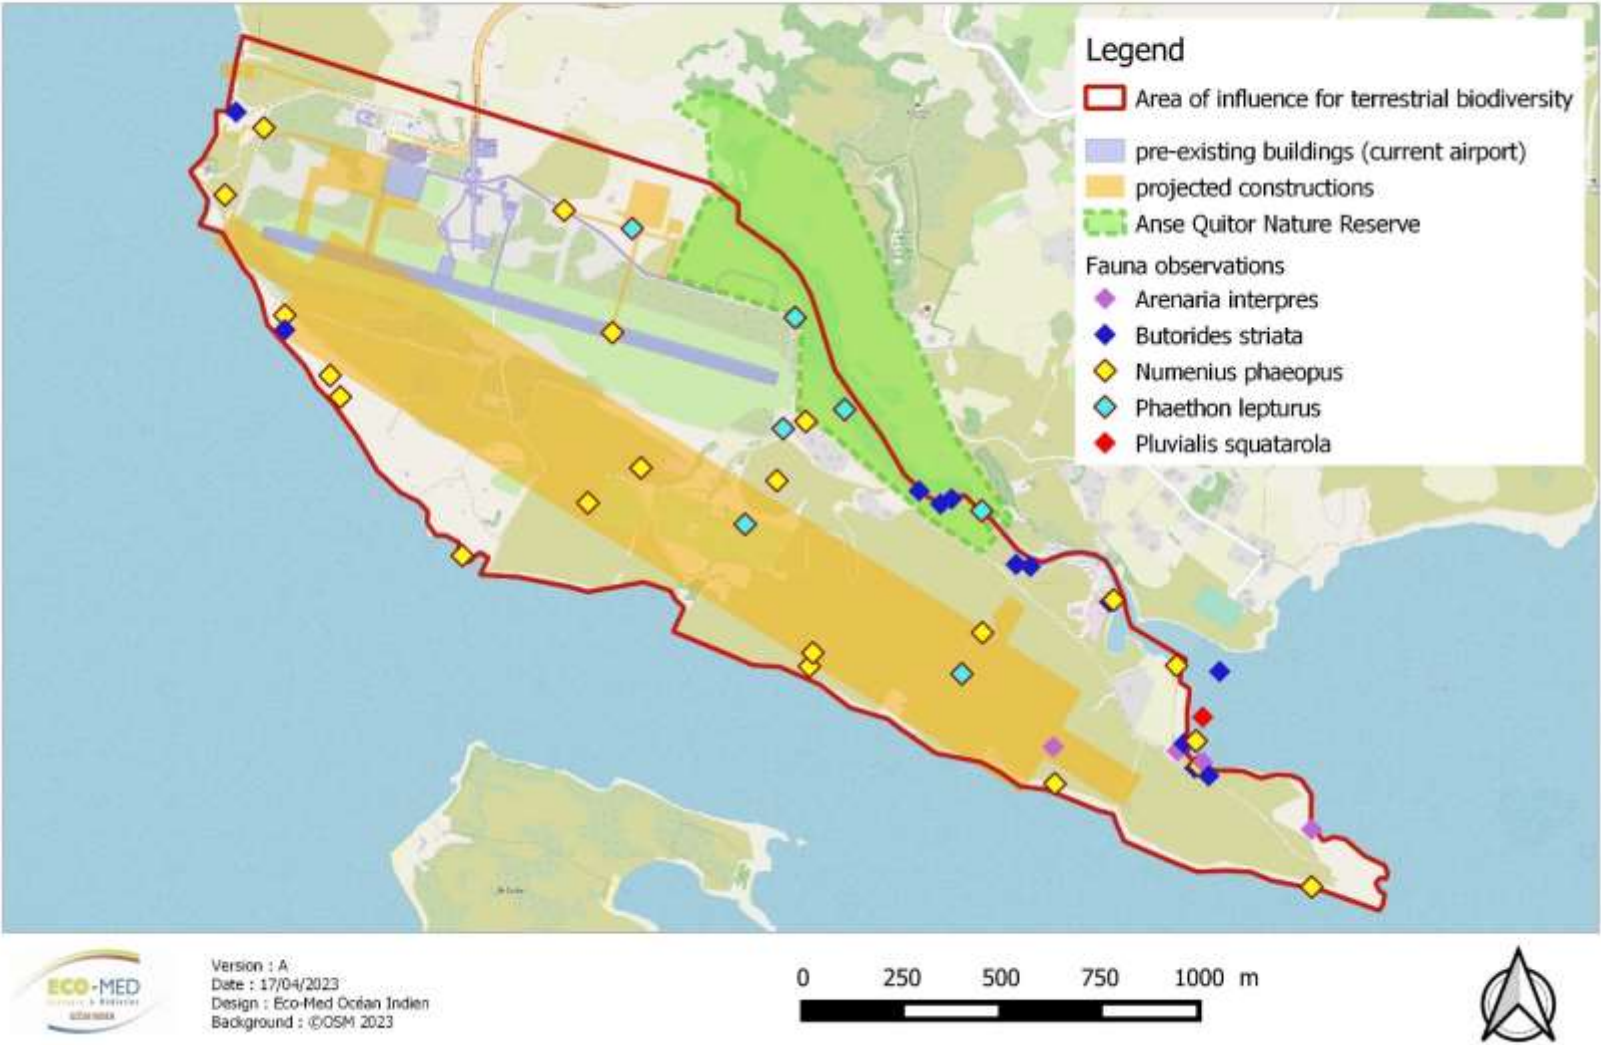 Legend
Area of influence for terrestrial biodiversity
pre-existing buildings (current airport)
projected constructions
Anse Quitor Nature Reserve
Fauna observations
Arenaria interpres
Butorides striata
Numenius phaeopus
Phaethon lepturus
Pluvialis squatarola
ECO-MED
OCÉAN INDIEN
Version : A
Date : 17/04/2023
Design : Eco-Med Océan Indien
Background : ©OSM 2023
0 250 500 750 1000 m